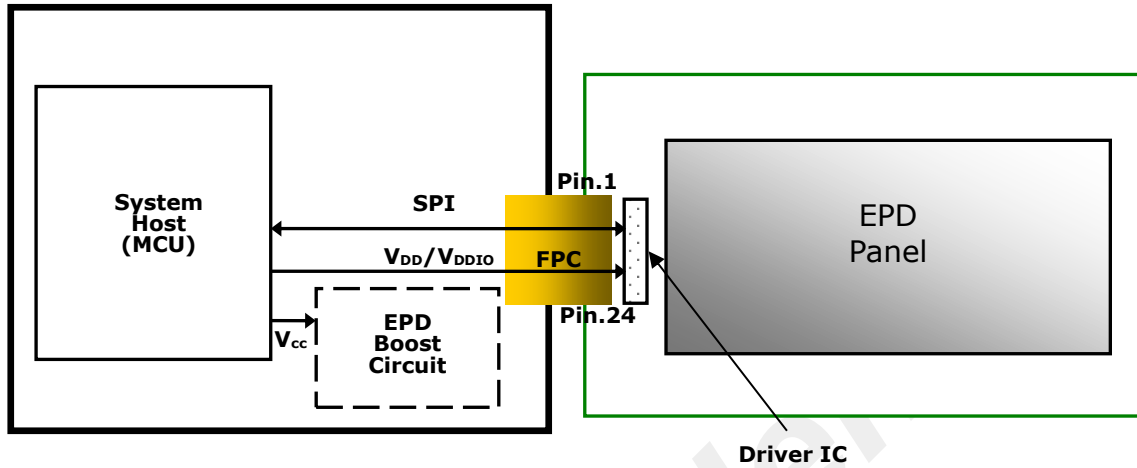 System
Host
(MCU)
SPI
VDD/VDDIO
Vcc
EPD
Boost
Circuit
Pin.1
FPC
Pin.24
EPD
Panel
Driver IC